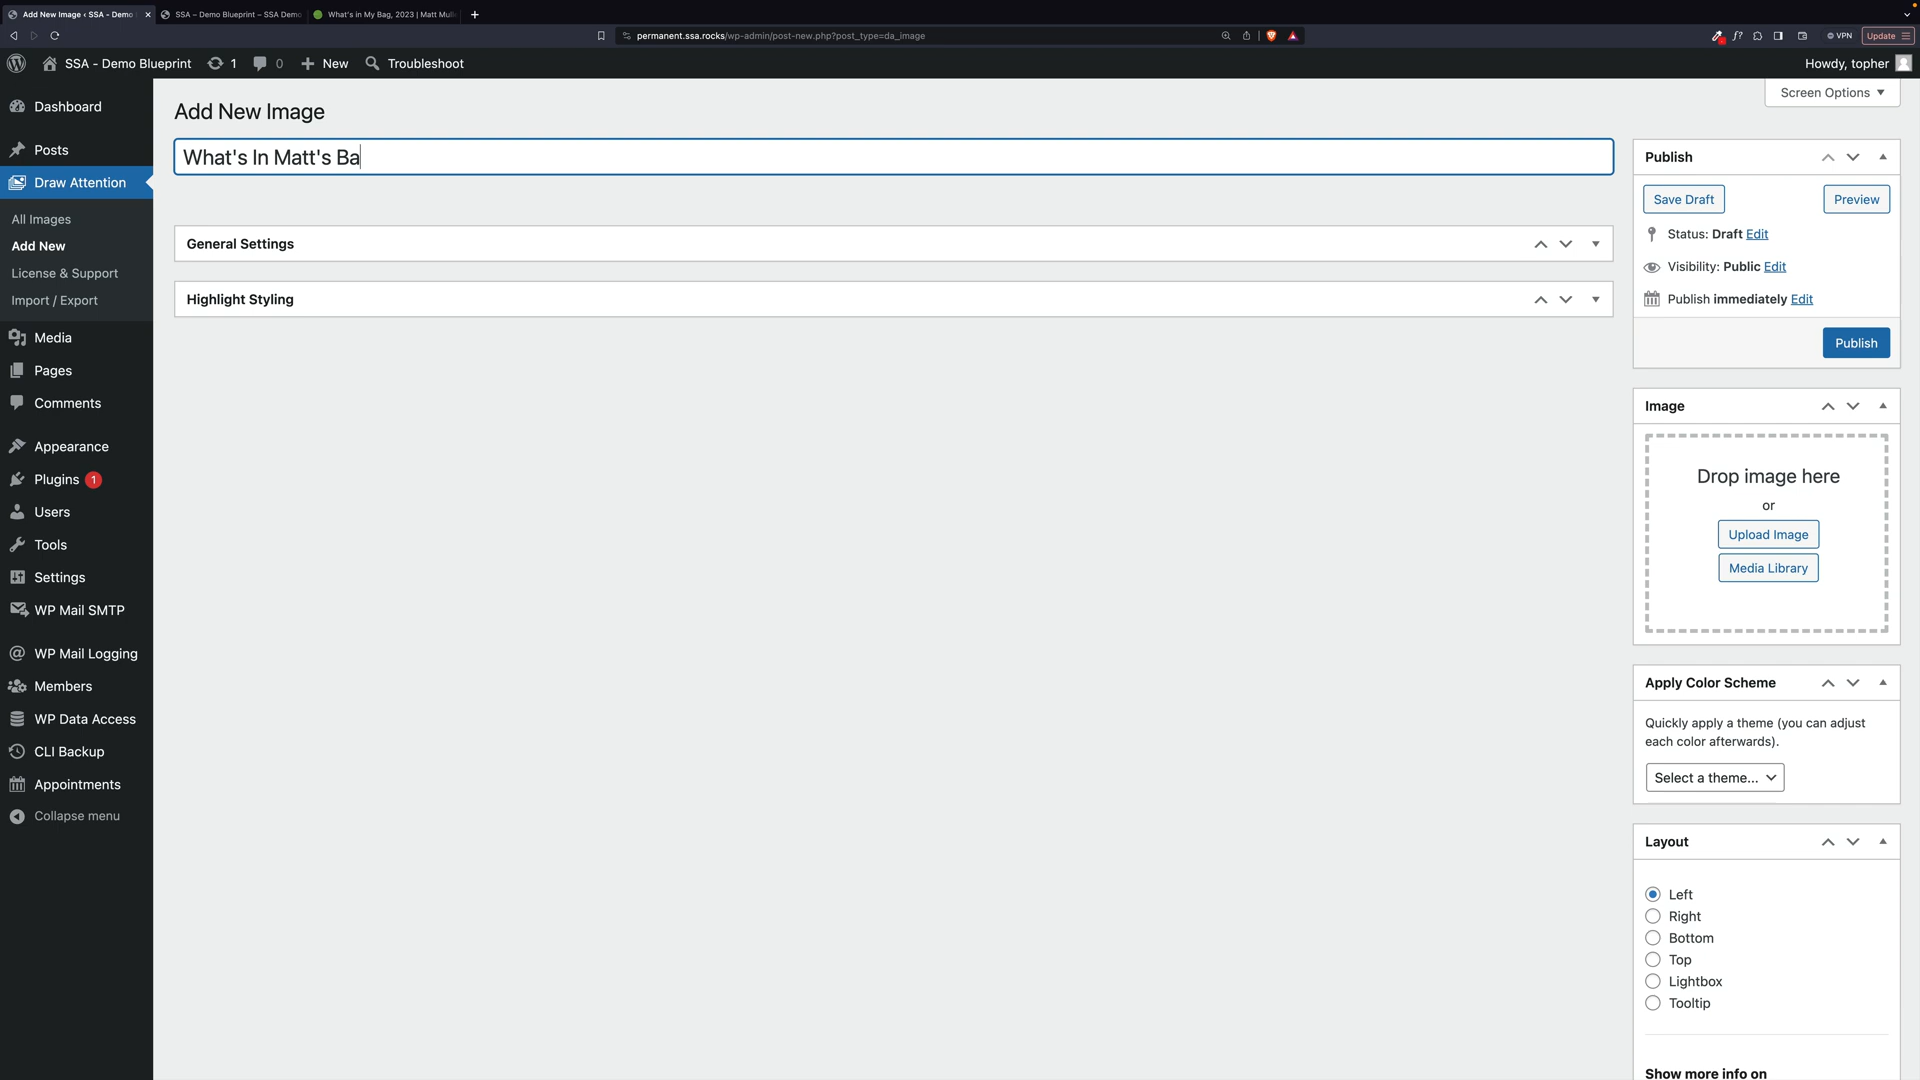 Add New Image ‹ SSA - Demo
SSA – Demo Blueprint – SSA Demo
What's in My Bag, 2023 | Matt Mull
permanent.ssa.rocks/wp-admin/post-new.php?post_type=da_image
VPN
Update
SSA - Demo Blueprint
1
0
New
Troubleshoot
Howdy, topher
Screen Options
Dashboard
Posts
Draw Attention
All Images
Add New
License & Support
Import / Export
Media
Pages
Comments
Appearance
Plugins 1
Users
Tools
Settings
WP Mail SMTP
WP Mail Logging
Members
WP Data Access
CLI Backup
Appointments
Collapse menu
Add New Image
What's In Matt's Ba
General Settings
Highlight Styling
Publish
Save Draft
Preview
Status: Draft Edit
Visibility: Public Edit
Publish immediately Edit
Publish
Image
Drop image here
or
Upload Image
Media Library
Apply Color Scheme
Quickly apply a theme (you can adjust
each color afterwards).
Select a theme...
Layout
Left
Right
Bottom
Top
Lightbox
Tooltip
Show more info on